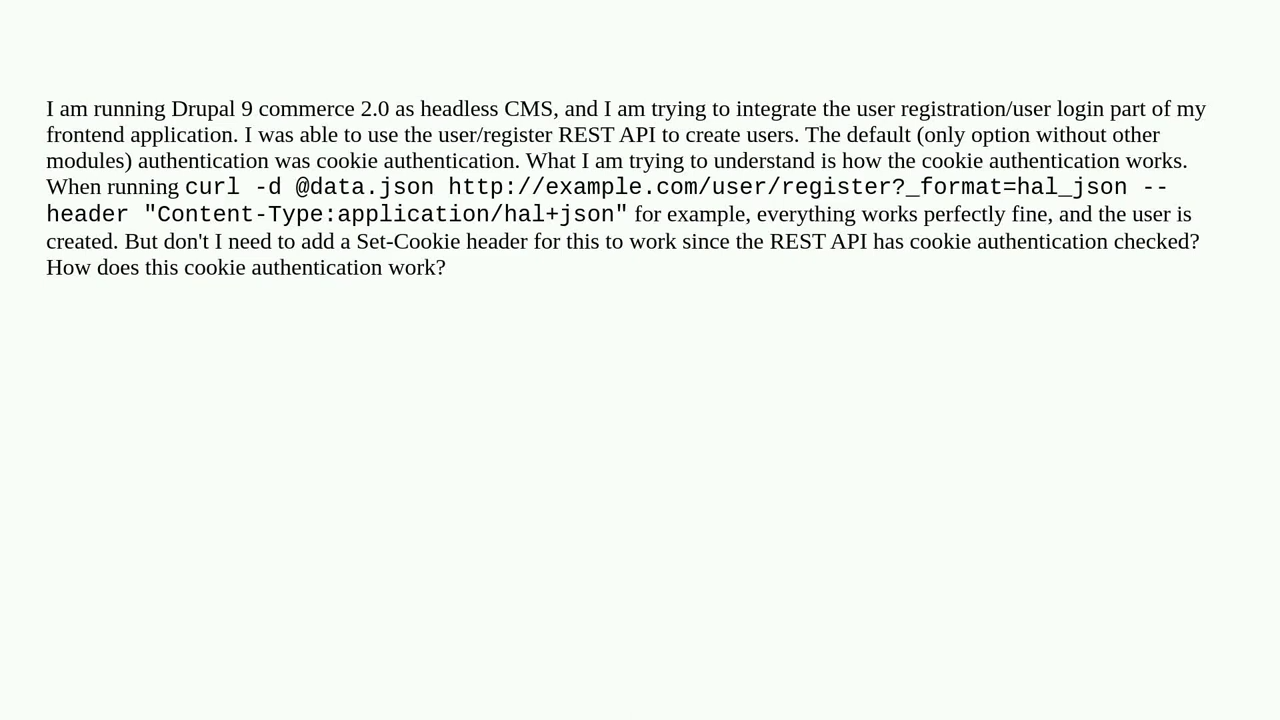 I am running Drupal 9 commerce 2.0 as headless CMS, and I am trying to integrate the user registration/user login part of my
frontend application. I was able to use the user/register REST API to create users. The default (only option without other
modules) authentication was cookie authentication. What I am trying to understand is how the cookie authentication works.
When running curl -d @data.json http://example.com/user/register?_format=hal_json --
header "Content-Type:application/hal+json" for example, everything works perfectly fine, and the user is
created. But don't I need to add a Set-Cookie header for this to work since the REST API has cookie authentication checked?
How does this cookie authentication work?